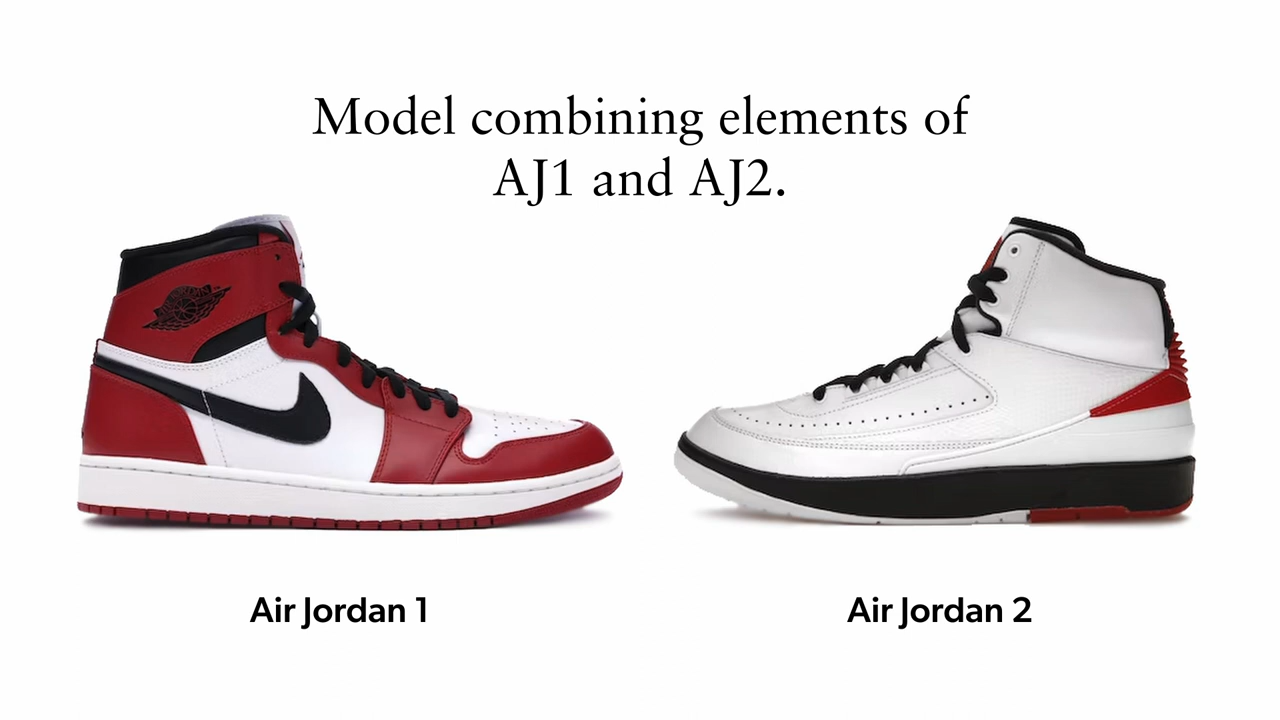 Model combining elements of
AJ1 and AJ2.
Air Jordan 1
Air Jordan 2